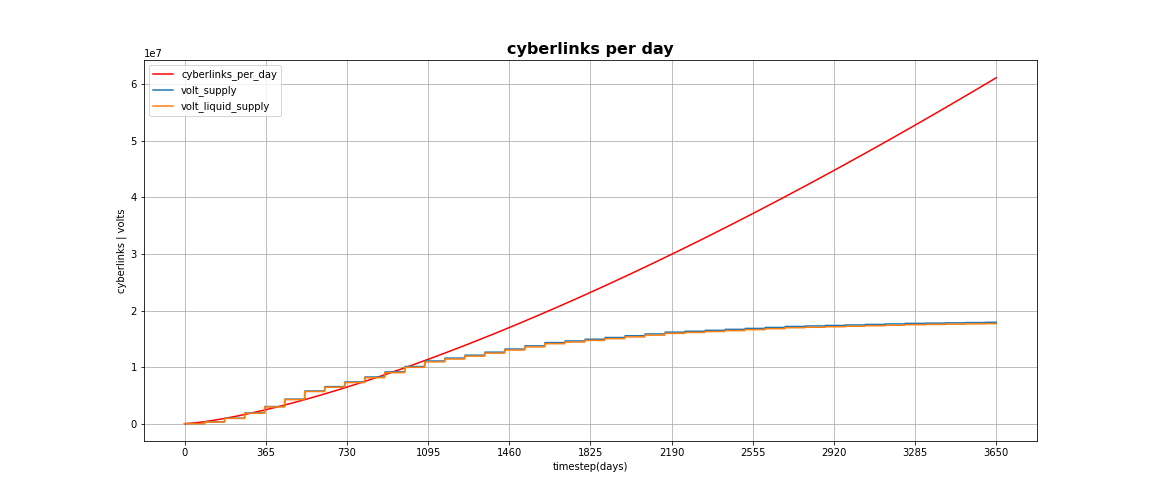 cyberlinks per day
1e7
cyberlinks_per_day
volt_supply
volt_liquid_supply
6
5
4
3
2
1
0
cyberlinks | volts
0 365 730 1095 1460 1825 2190 2555 2920 3285 3650
timestep(days)